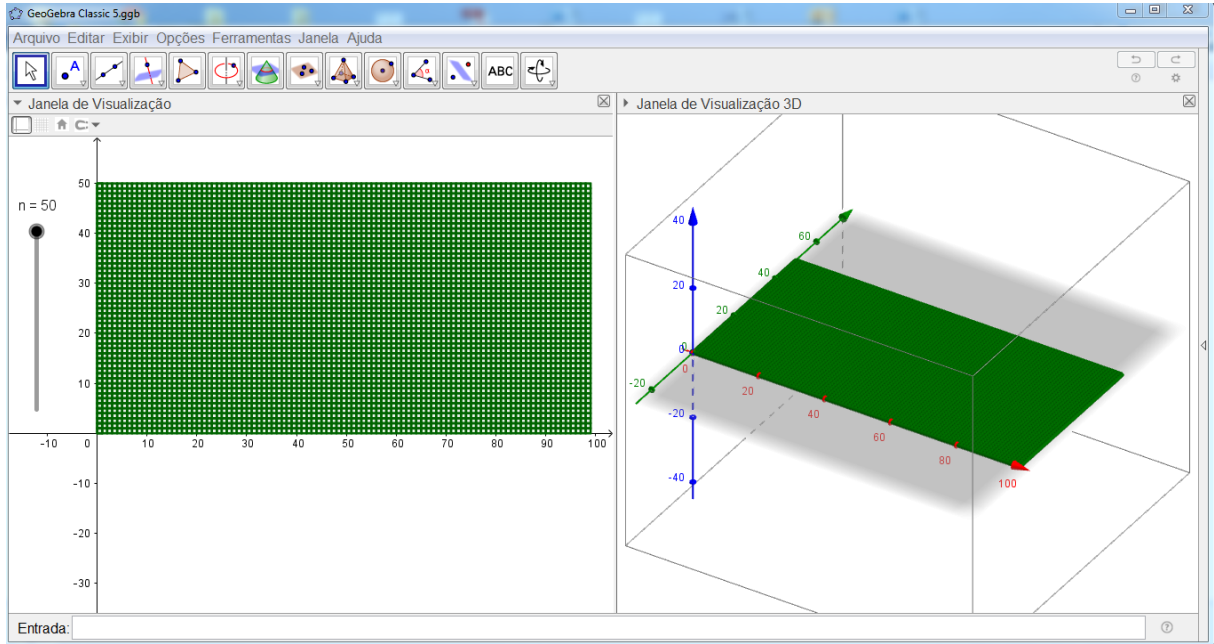 GeoGebra Classic 5.ggb
Arquivo Editar Exibir Opções Ferramentas Janela Ajuda
A
α
ABC
Janela de Visualização
Janela de Visualização 3D
n = 50
50
40
30
20
10
-10 0 10 20 30 40 50 60 70 80 90 100
-10
-20
-30
40
20
0
-20
-40
60
40
20
0
-20
0
20
40
60
80
100
Entrada: